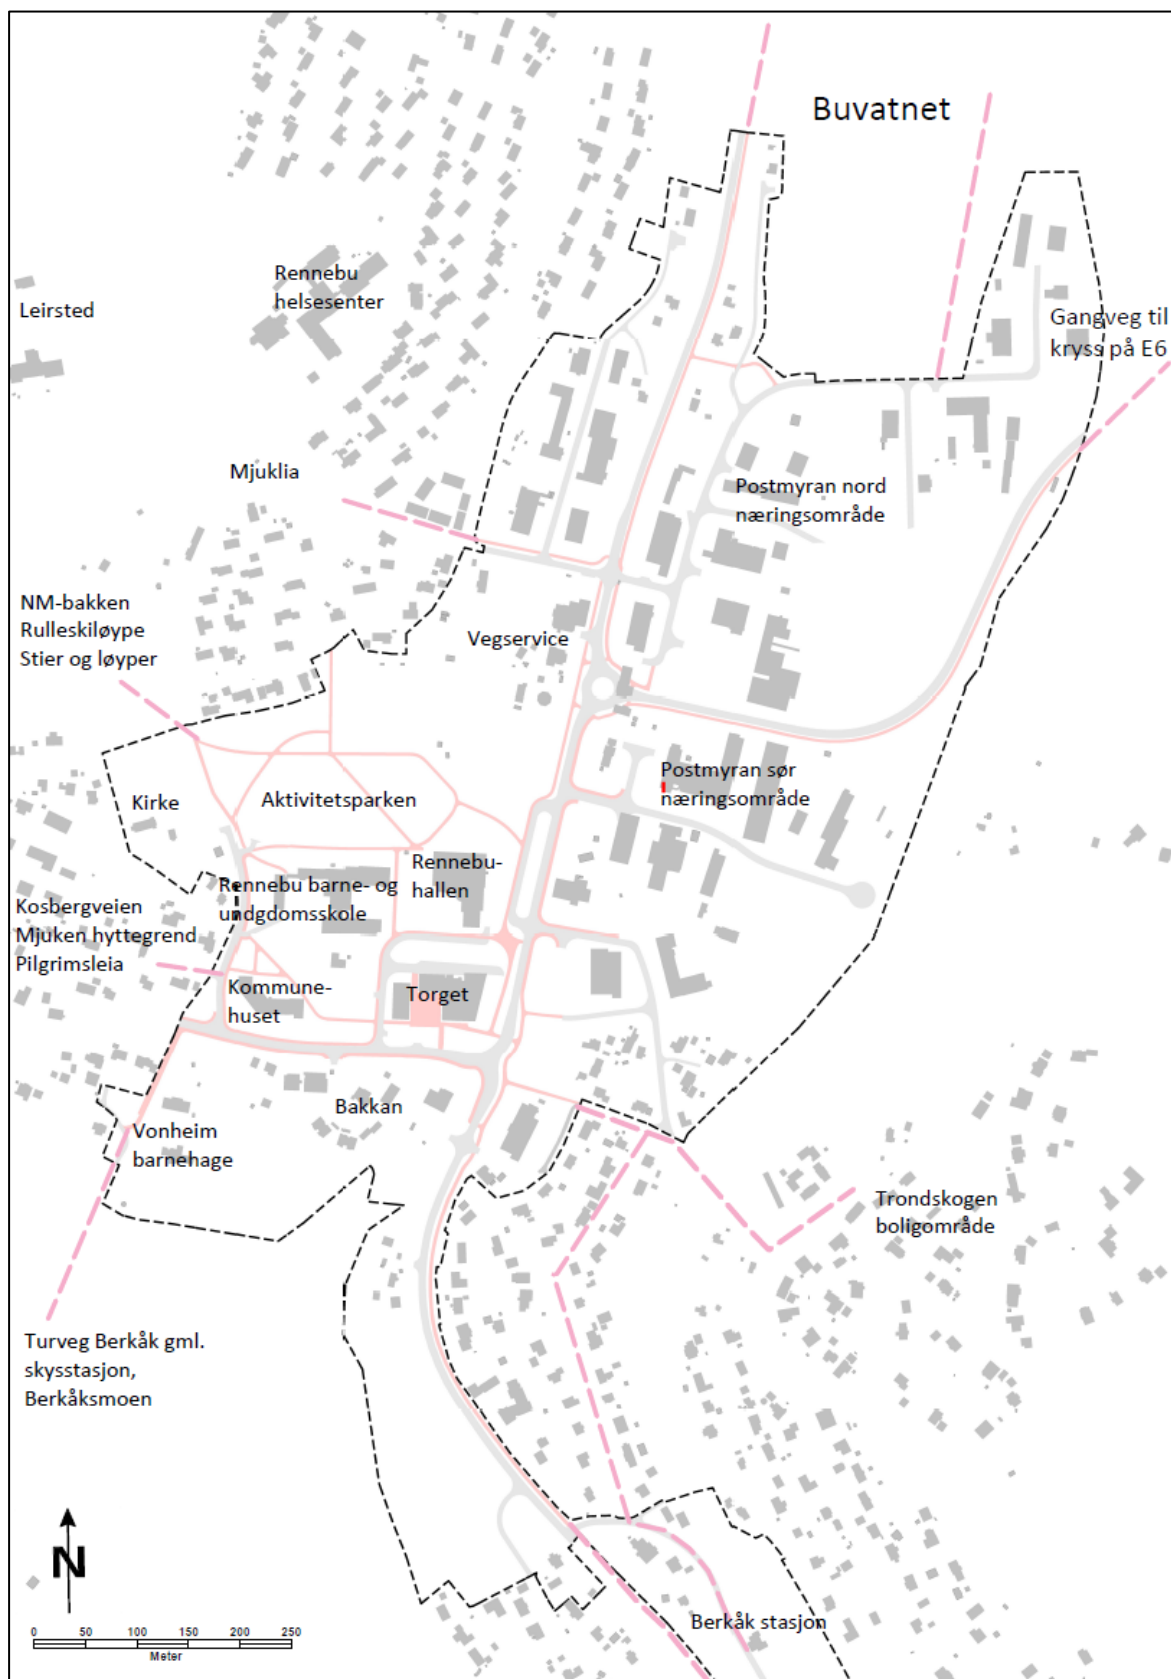 Buvatnet
Rennebu
helsesenter
Leirsted
Gangveg til
kryss på E6
Mjuklia
Postmyran nord
næringsområde
NM-bakken
Rulleskiløype
Stier og løyper
Vegservice
Postmyran sør
næringsområde
Kirke
Aktivitetsparken
Rennebu-
hallen
Rennebu barne- og
undgdomsskole
Kosbergveien
Mjuken hyttegrend
Pilgrimsleia
Kommune-
huset
Torget
Bakkan
Vonheim
barnehage
Trondskogen
boligområde
Turveg Berkåk gml.
skysstasjon,
Berkåksmoen
N
Berkåk stasjon
0 50 100 150 200 250
Meter